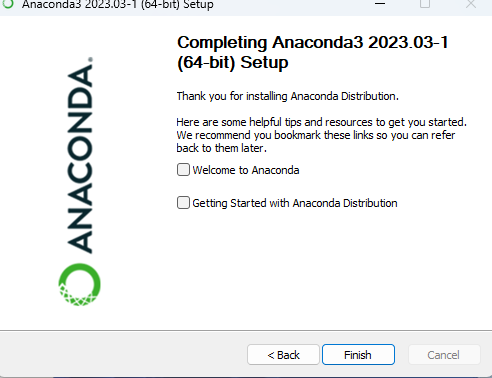 Anaconda3 2023.03-1 (64-bit) Setup
Completing Anaconda3 2023.03-1
(64-bit) Setup
Thank you for installing Anaconda Distribution.
Here are some helpful tips and resources to get you started.
We recommend you bookmark these links so you can refer
back to them later.
Welcome to Anaconda
Getting Started with Anaconda Distribution
ANACONDA.
< Back
Finish
Cancel